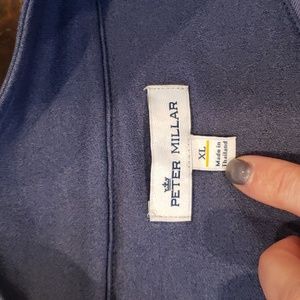 PETER MILLAR
XL
Made in
Thailand